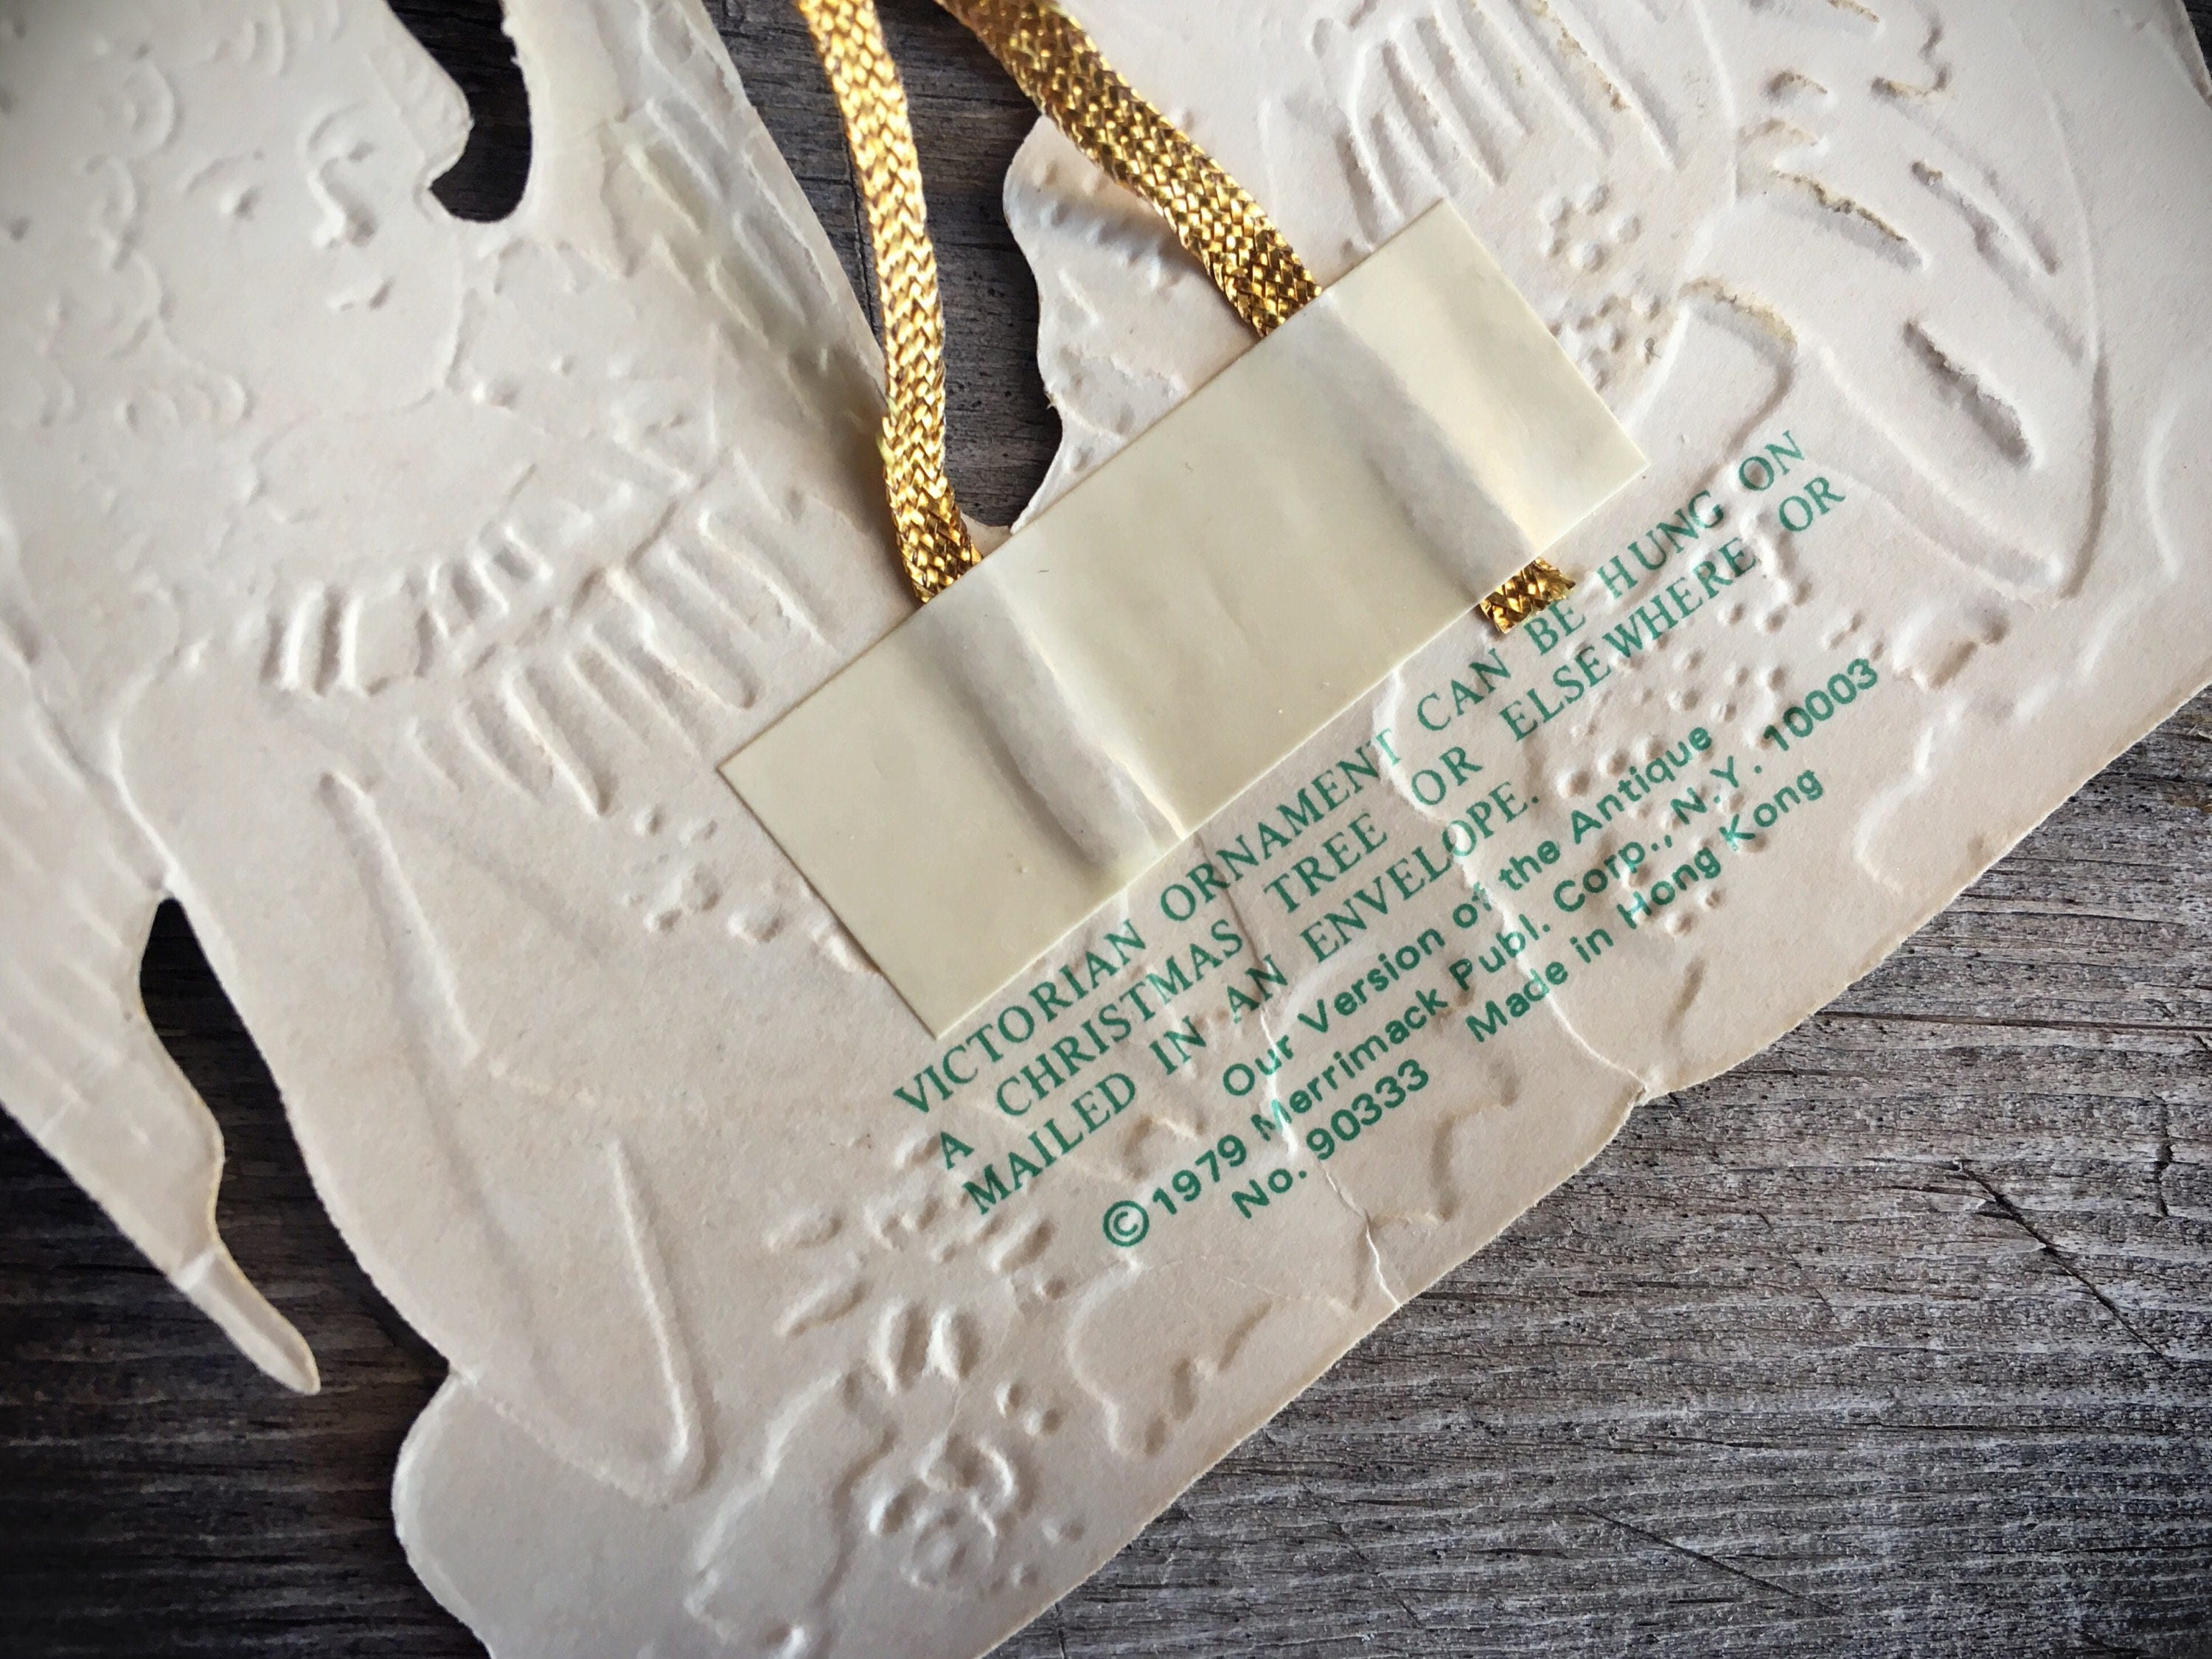 VICTORIAN ORNAMENT CAN BE HUNG ON
A CHRISTMAS TREE OR ELSEWHERE OR
MAILED IN AN ENVELOPE.
Our Version of the Antique
©1979 Merrimack Publ. Corp., N.Y. 10003
No. 90333 Made in Hong Kong